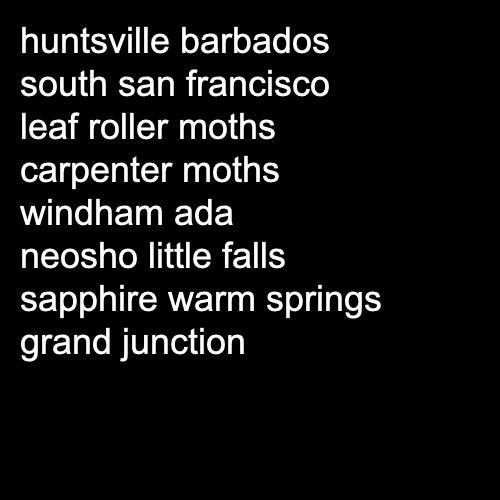 huntsville barbados
south san francisco
leaf roller moths
carpenter moths
windham ada
neosho little falls
sapphire warm springs
grand junction